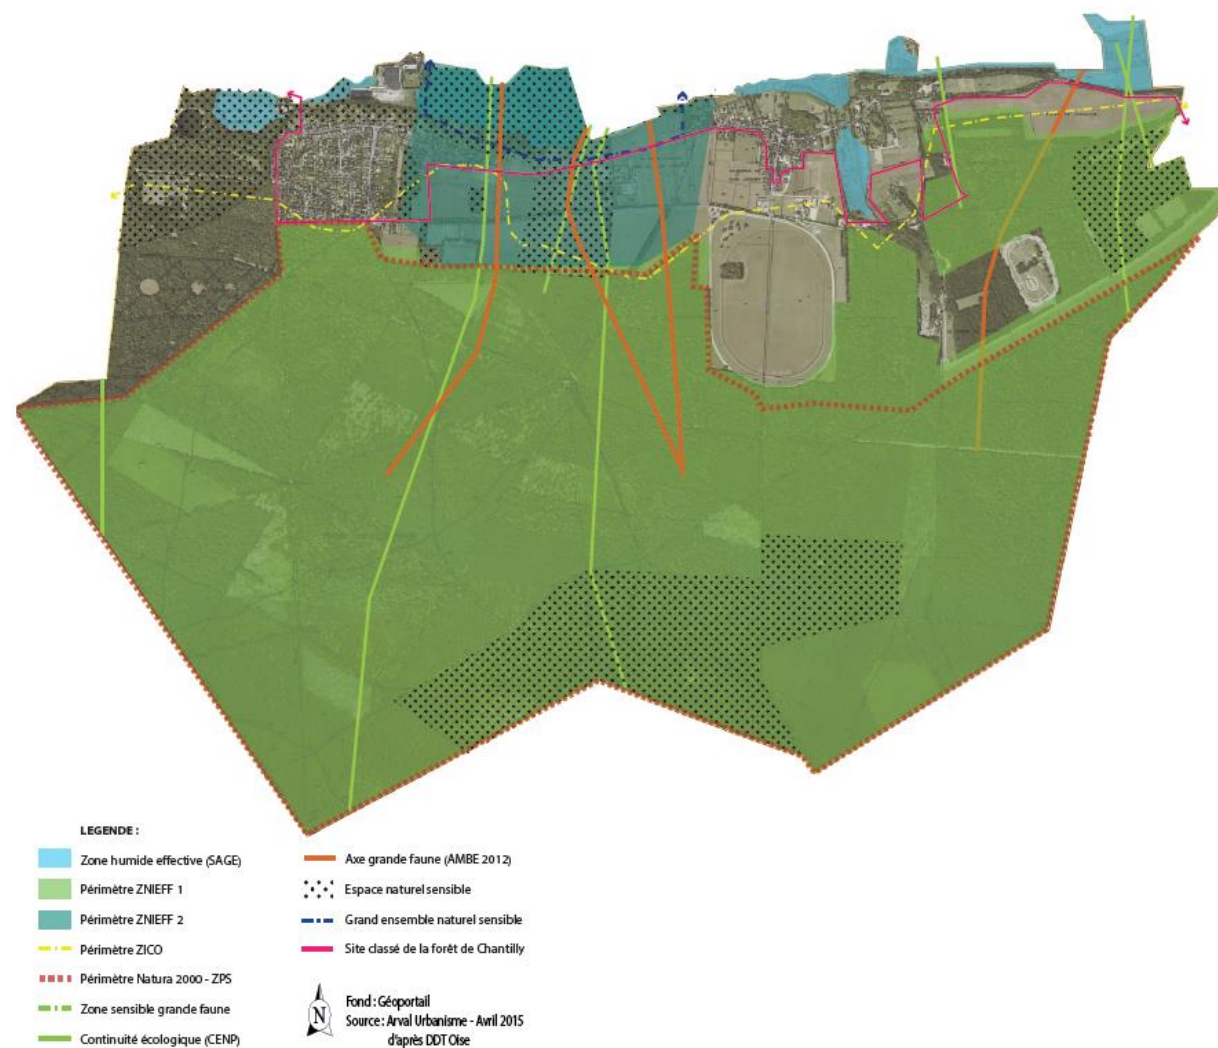 LEGENDE :
Zone humide effective (SAGE)
Périmètre ZNIEFF 1
Périmètre ZNIEFF 2
Périmètre ZICO
Périmètre Natura 2000 - ZPS
Zone sensible grande faune
Continuité écologique (CENP)
Axe grande faune (AMBE 2012)
Espace naturel sensible
Grand ensemble naturel sensible
Site classé de la forêt de Chantilly
N
Fond : Géoportail
Source : Arval Urbanisme - Avril 2015
d'après DDT Oise